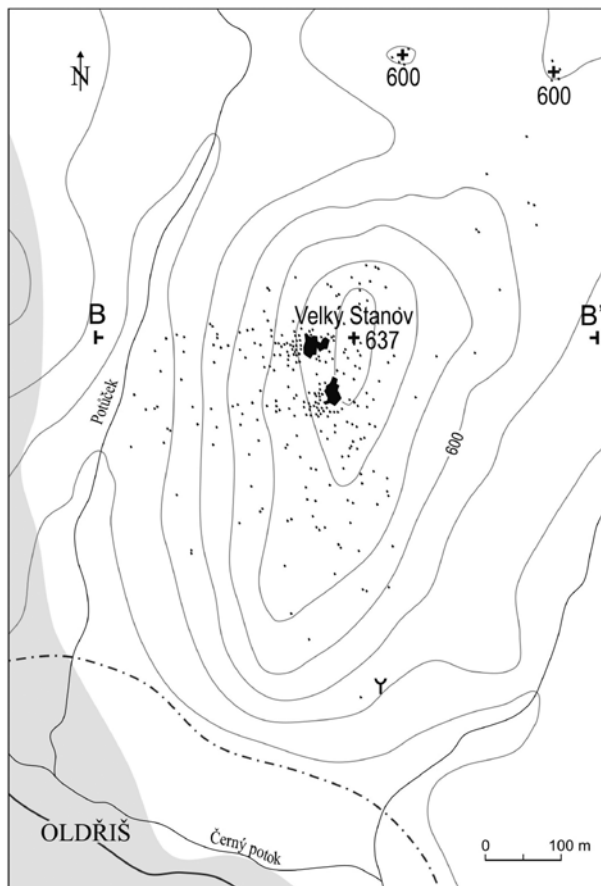 N
600
600
Velký Stanov
637
B
B'
Potůček
600
Y
OLDŘIŠ
Černý potok
0 100 m